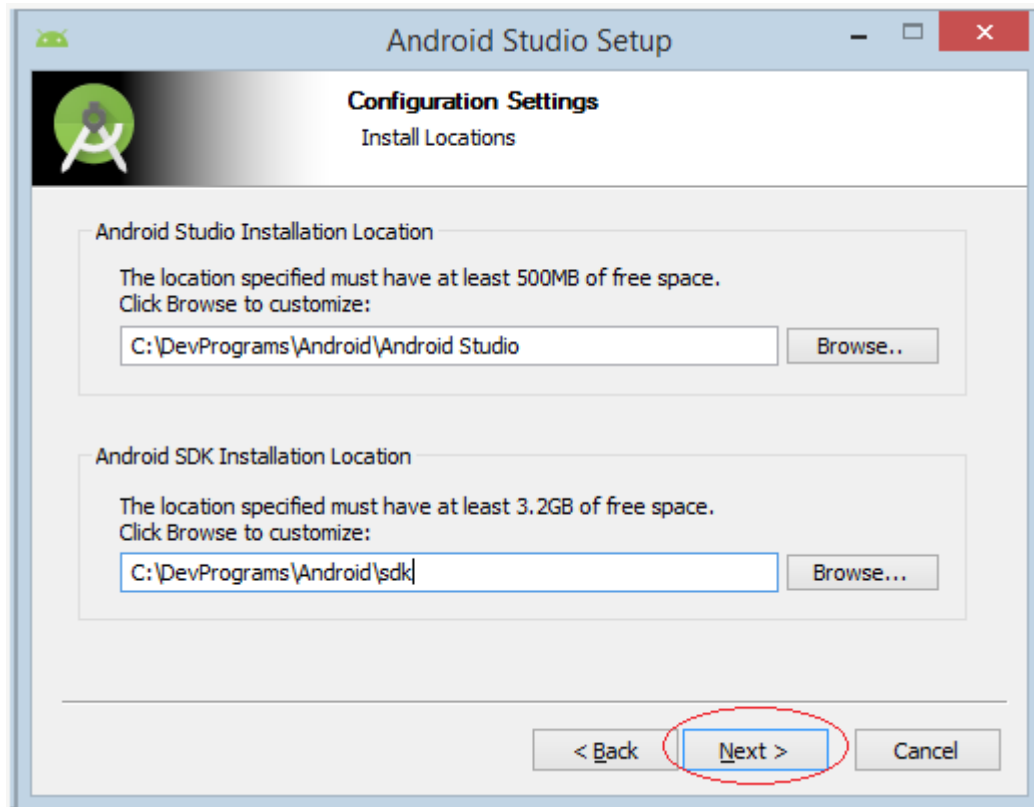 Android Studio Setup
Configuration Settings
Install Locations
Android Studio Installation Location
The location specified must have at least 500MB of free space.
Click Browse to customize:
C:\DevPrograms\Android\Android Studio
Browse..
Android SDK Installation Location
The location specified must have at least 3.2GB of free space.
Click Browse to customize:
C:\DevPrograms\Android\sdk
Browse...
< Back
Next >
Cancel